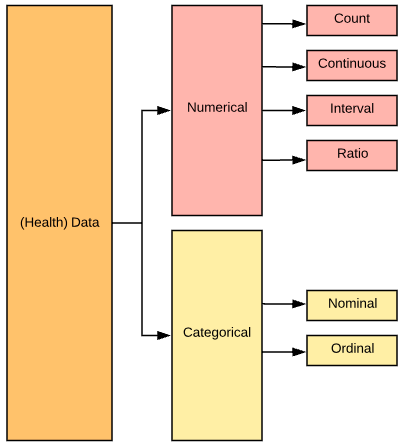 (Health) Data
Numerical
Count
Continuous
Interval
Ratio
Categorical
Nominal
Ordinal